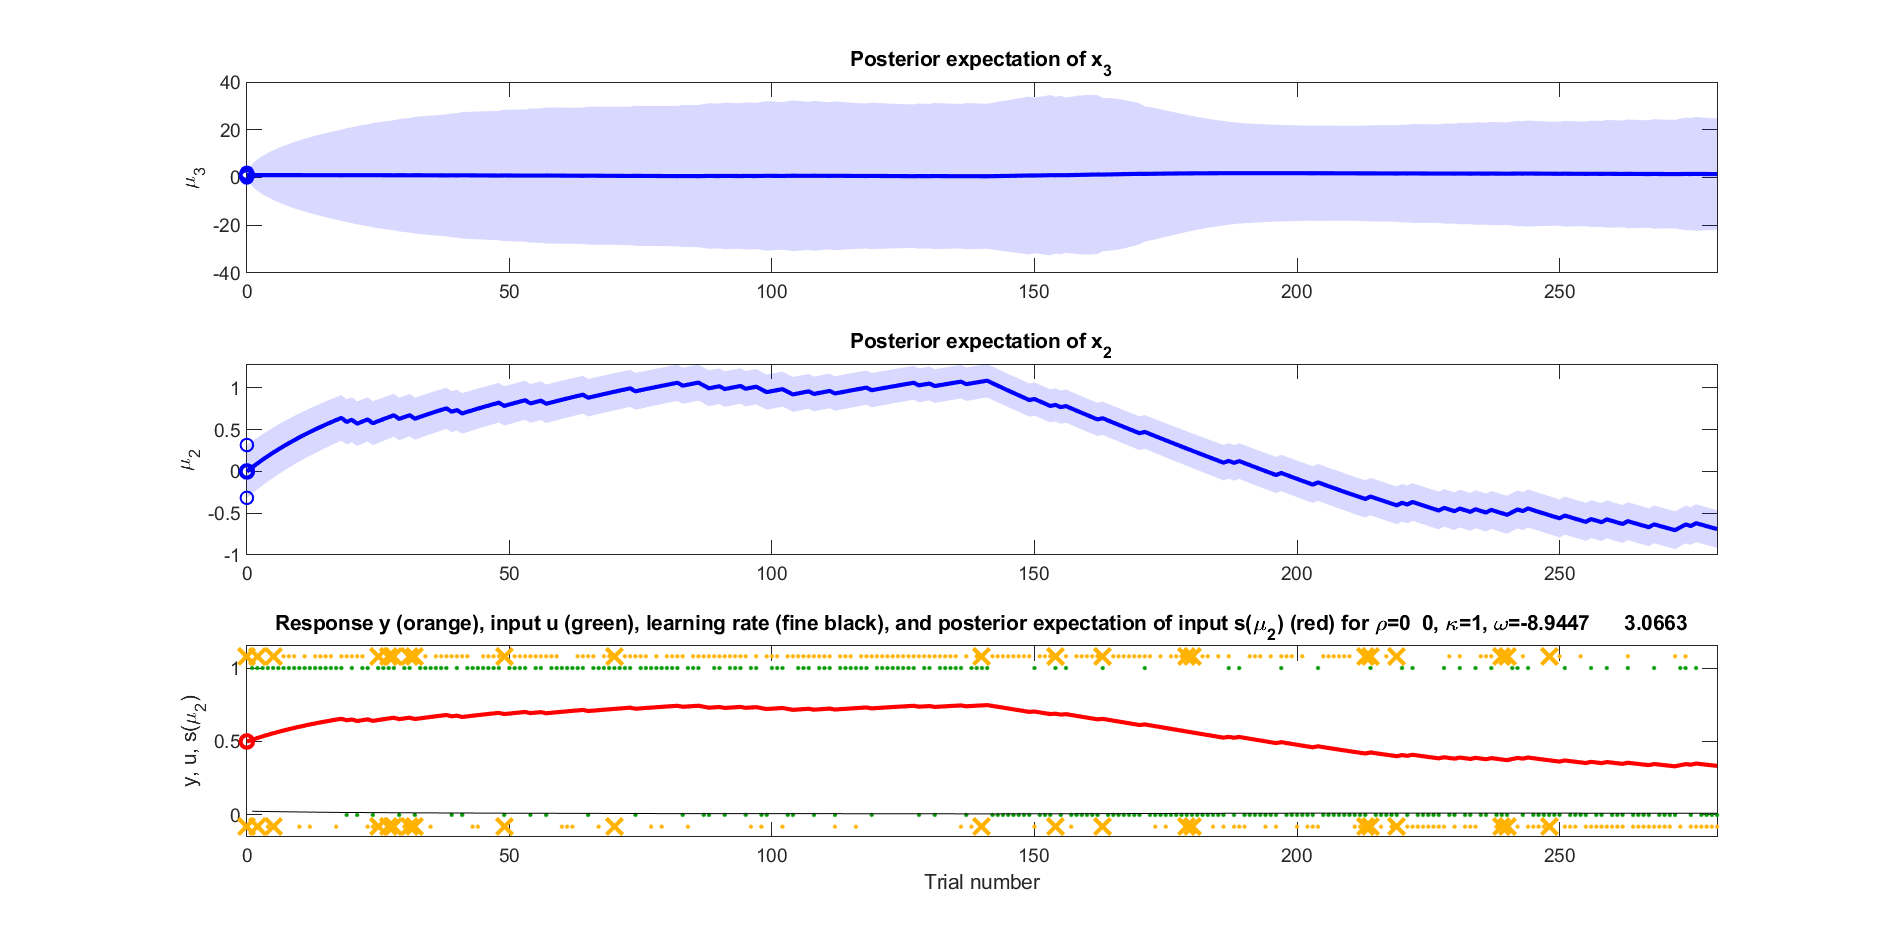 Posterior expectation of x3
μ3
40
20
0
-20
-40
0 50 100 150 200 250
Posterior expectation of x2
μ2
1
0.5
0
-0.5
-1
0 50 100 150 200 250
Response y (orange), input u (green), learning rate (fine black), and posterior expectation of input s(μ2) (red) for ρ=0 0, κ=1, ω=-8.9447 3.0663
y, u, s(μ2)
1
0.5
0
0 50 100 150 200 250
Trial number